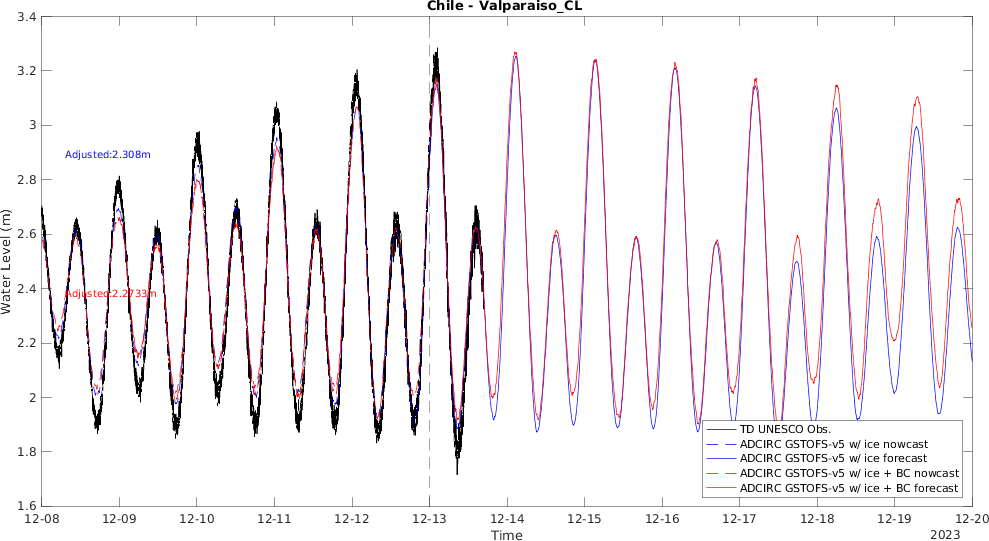 Chile - Valparaiso_CL
3.4
3.2
3
2.8
2.6
2.4
2.2
2
1.8
1.6
Water Level (m)
Adjusted:2.308m
Adjusted:2.2733m
TD UNESCO Obs.
ADCIRC GSTOFS-v5 w/ ice nowcast
ADCIRC GSTOFS-v5 w/ ice forecast
ADCIRC GSTOFS-v5 w/ ice + BC nowcast
ADCIRC GSTOFS-v5 w/ ice + BC forecast
12-08 12-09 12-10 12-11 12-12 12-13 12-14 12-15 12-16 12-17 12-18 12-19 12-20
Time
2023